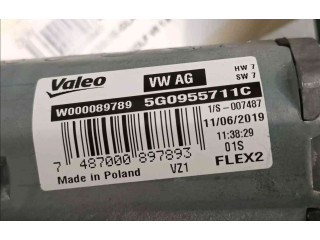 Valeo VW AG HW 7
SW 7
W000089789 5G0955711C
1/S -007487
11/06/2019
11:38:29
01S
7 487000 897893 VZ1 FLEX2
Made in Poland